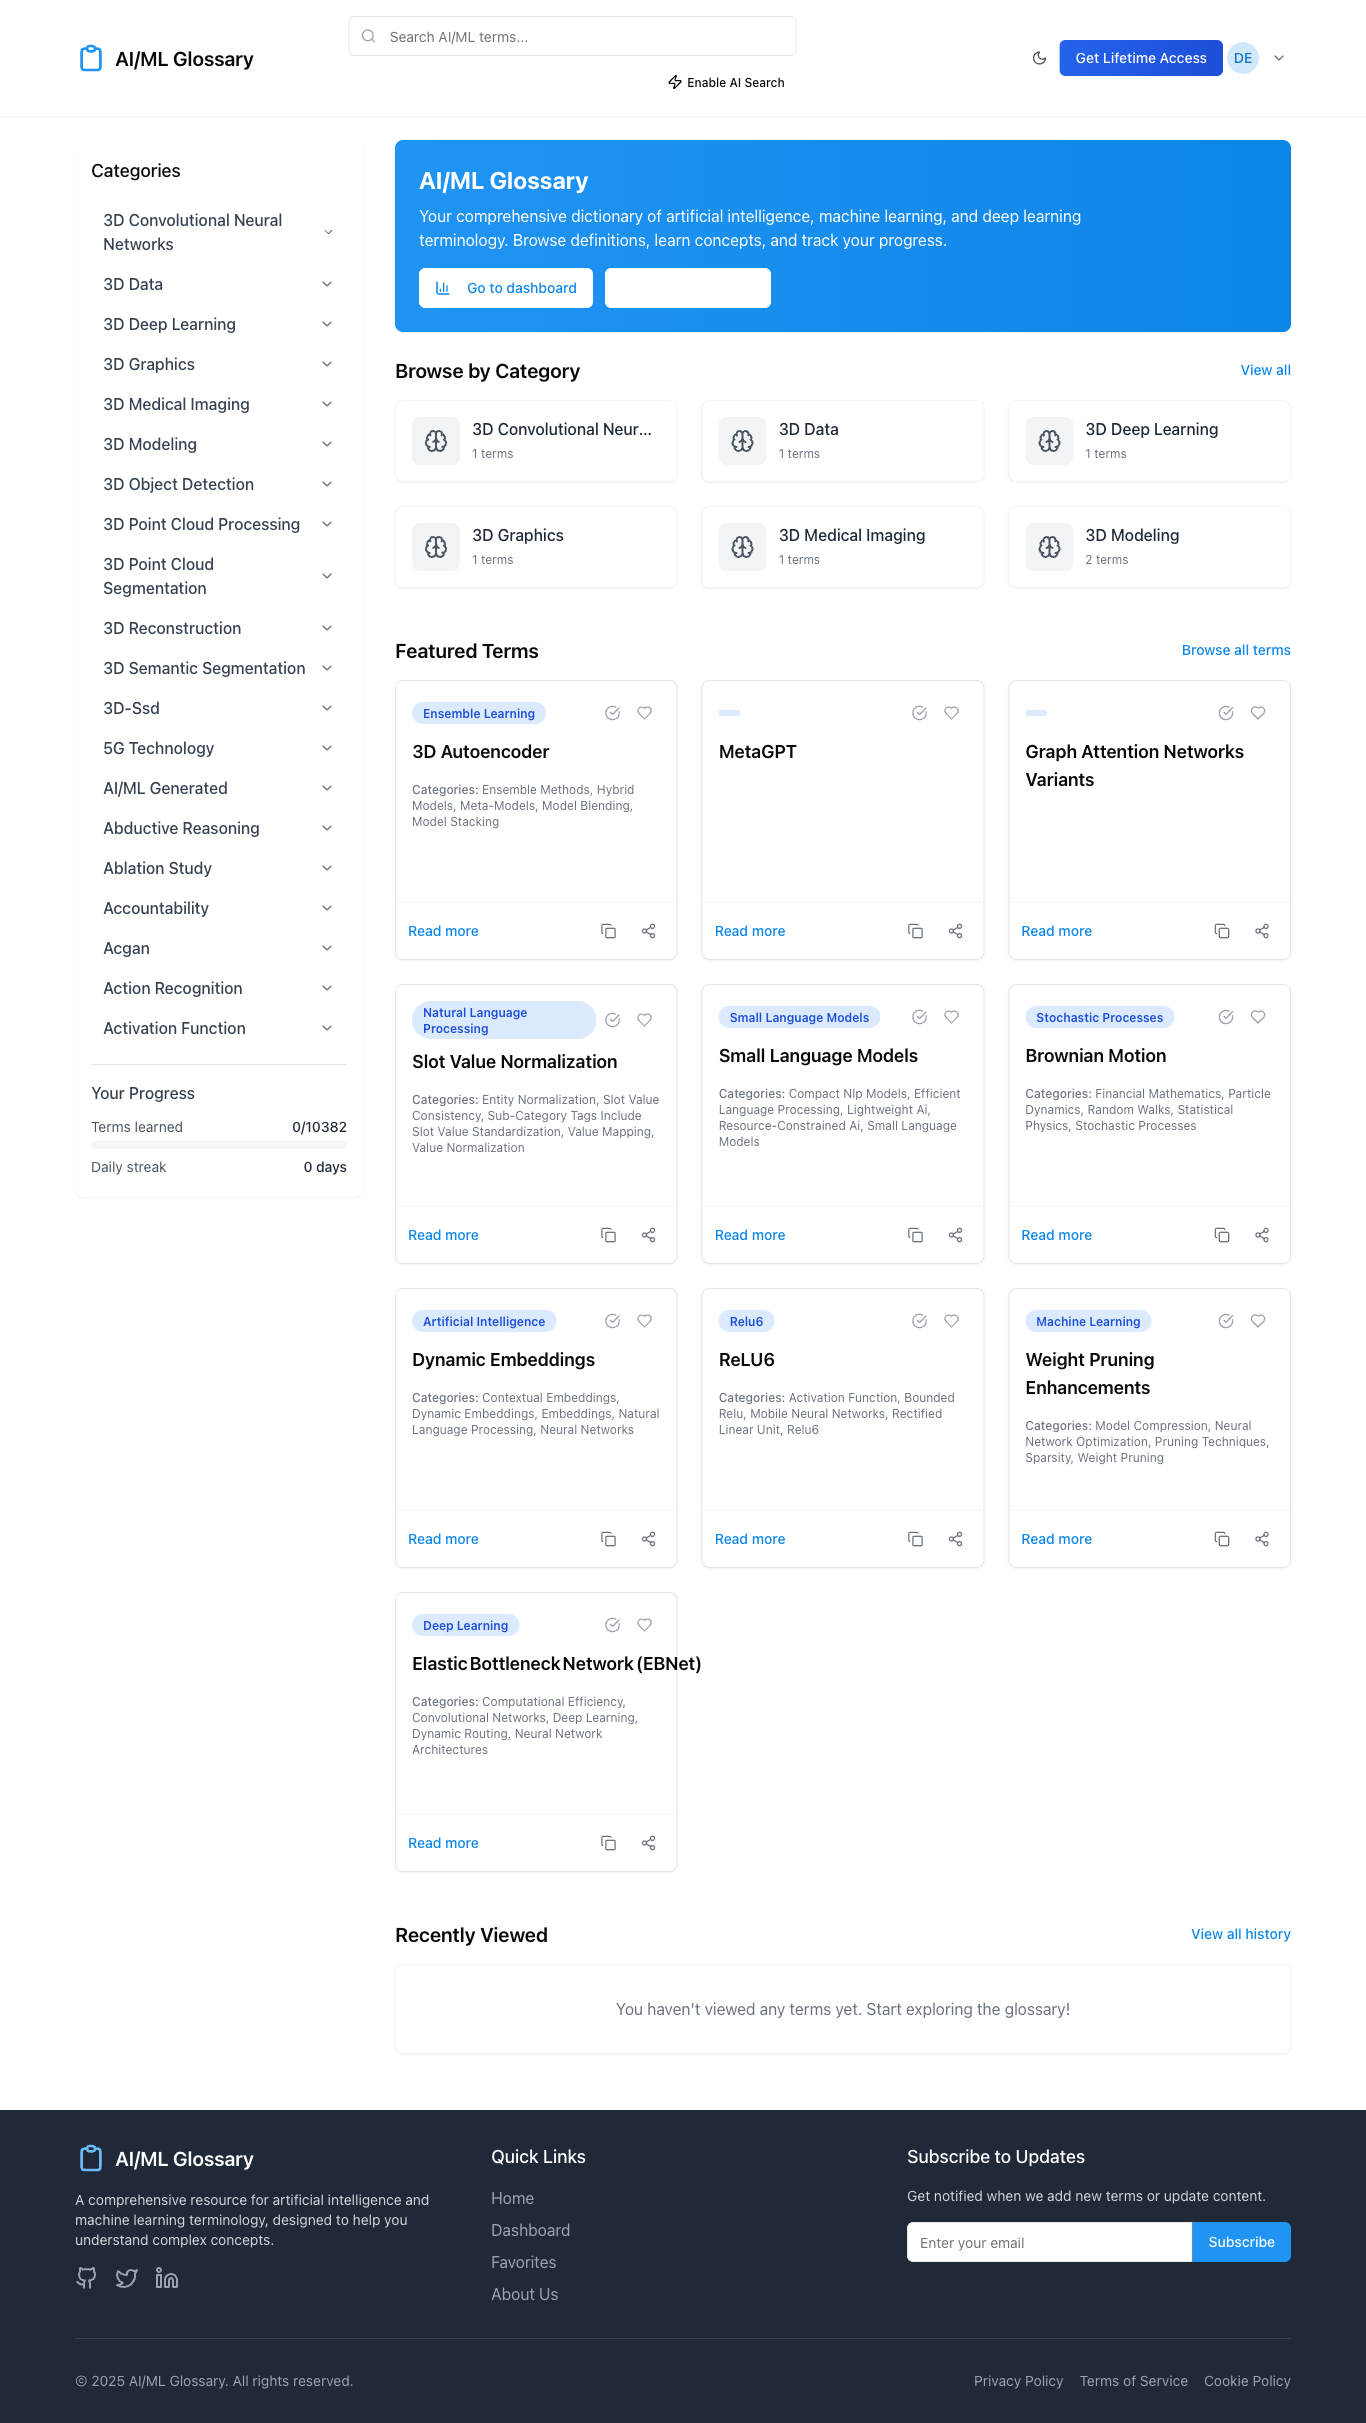 AI/ML Glossary
Search AI/ML terms...
Enable AI Search
Get Lifetime Access
DE
Categories
3D Convolutional Neural
Networks
3D Data
3D Deep Learning
3D Graphics
3D Medical Imaging
3D Modeling
3D Object Detection
3D Point Cloud Processing
3D Point Cloud
Segmentation
3D Reconstruction
3D Semantic Segmentation
3D-Ssd
5G Technology
AI/ML Generated
Abductive Reasoning
Ablation Study
Accountability
Acgan
Action Recognition
Activation Function
Your Progress
Terms learned 0/10382
Daily streak 0 days
AI/ML Glossary
Your comprehensive dictionary of artificial intelligence, machine learning, and deep learning
terminology. Browse definitions, learn concepts, and track your progress.
Go to dashboard
Browse by Category
View all
3D Convolutional Neur...
1 terms
3D Data
1 terms
3D Deep Learning
1 terms
3D Graphics
1 terms
3D Medical Imaging
1 terms
3D Modeling
2 terms
Featured Terms
Browse all terms
Ensemble Learning
3D Autoencoder
Categories: Ensemble Methods, Hybrid
Models, Meta-Models, Model Blending,
Model Stacking
Read more
MetaGPT
Read more
Graph Attention Networks
Variants
Read more
Natural Language
Processing
Slot Value Normalization
Categories: Entity Normalization, Slot Value
Consistency, Sub-Category Tags Include
Slot Value Standardization, Value Mapping,
Value Normalization
Read more
Small Language Models
Small Language Models
Categories: Compact Nlp Models, Efficient
Language Processing, Lightweight Ai,
Resource-Constrained Ai, Small Language
Models
Read more
Stochastic Processes
Brownian Motion
Categories: Financial Mathematics, Particle
Dynamics, Random Walks, Statistical
Physics, Stochastic Processes
Read more
Artificial Intelligence
Dynamic Embeddings
Categories: Contextual Embeddings,
Dynamic Embeddings, Embeddings, Natural
Language Processing, Neural Networks
Read more
Relu6
ReLU6
Categories: Activation Function, Bounded
Relu, Mobile Neural Networks, Rectified
Linear Unit, Relu6
Read more
Machine Learning
Weight Pruning
Enhancements
Categories: Model Compression, Neural
Network Optimization, Pruning Techniques,
Sparsity, Weight Pruning
Read more
Deep Learning
Elastic Bottleneck Network (EBNet)
Categories: Computational Efficiency,
Convolutional Networks, Deep Learning,
Dynamic Routing, Neural Network
Architectures
Read more
Recently Viewed
View all history
You haven't viewed any terms yet. Start exploring the glossary!
AI/ML Glossary
A comprehensive resource for artificial intelligence and
machine learning terminology, designed to help you
understand complex concepts.
Quick Links
Home
Dashboard
Favorites
About Us
Subscribe to Updates
Get notified when we add new terms or update content.
Enter your email
Subscribe
© 2025 AI/ML Glossary. All rights reserved.
Privacy Policy
Terms of Service
Cookie Policy